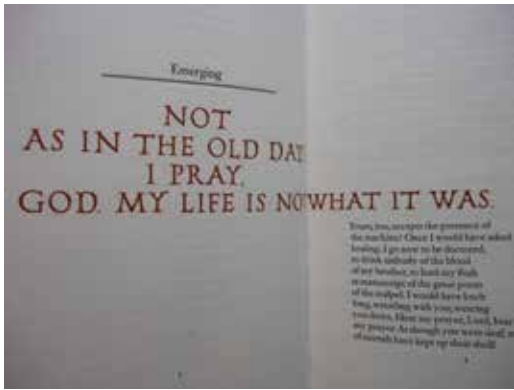 Emerging
NOT
AS IN THE OLD DAY
I PRAY,
GOD. MY LIFE IS NO WHAT IT WAS.
Yours, too, accepts the presence of
the machine? Once I would have asked
healing. I go now to be doctored,
to drink sinlessly of the blood
of my brother, to lend my flesh
as manuscript of the great poem
of the scalpel. I would have knelt
long, wrestling with you, wearing
you down. Hear my prayer, Lord, hear
my prayer. As though you were deaf,
of mortals have kept up their shrill